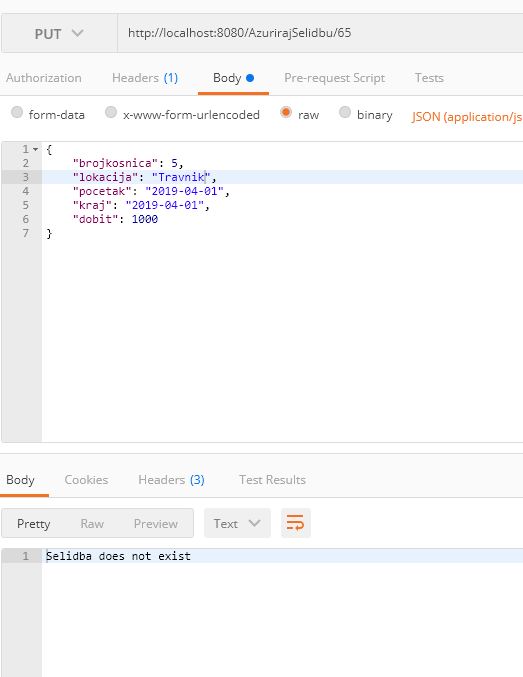 PUT http://localhost:8080/AzurirajSelidbu/65
Authorization Headers (1) Body Pre-request Script Tests
form-data x-www-form-urlencoded raw binary JSON (application/js
1 {
2 "brojkosnica": 5,
3 "lokacija": "Travnik",
4 "pocetak": "2019-04-01",
5 "kraj": "2019-04-01",
6 "dobit": 1000
7 }
Body Cookies Headers (3) Test Results
Pretty Raw Preview Text
1 Selidba does not exist